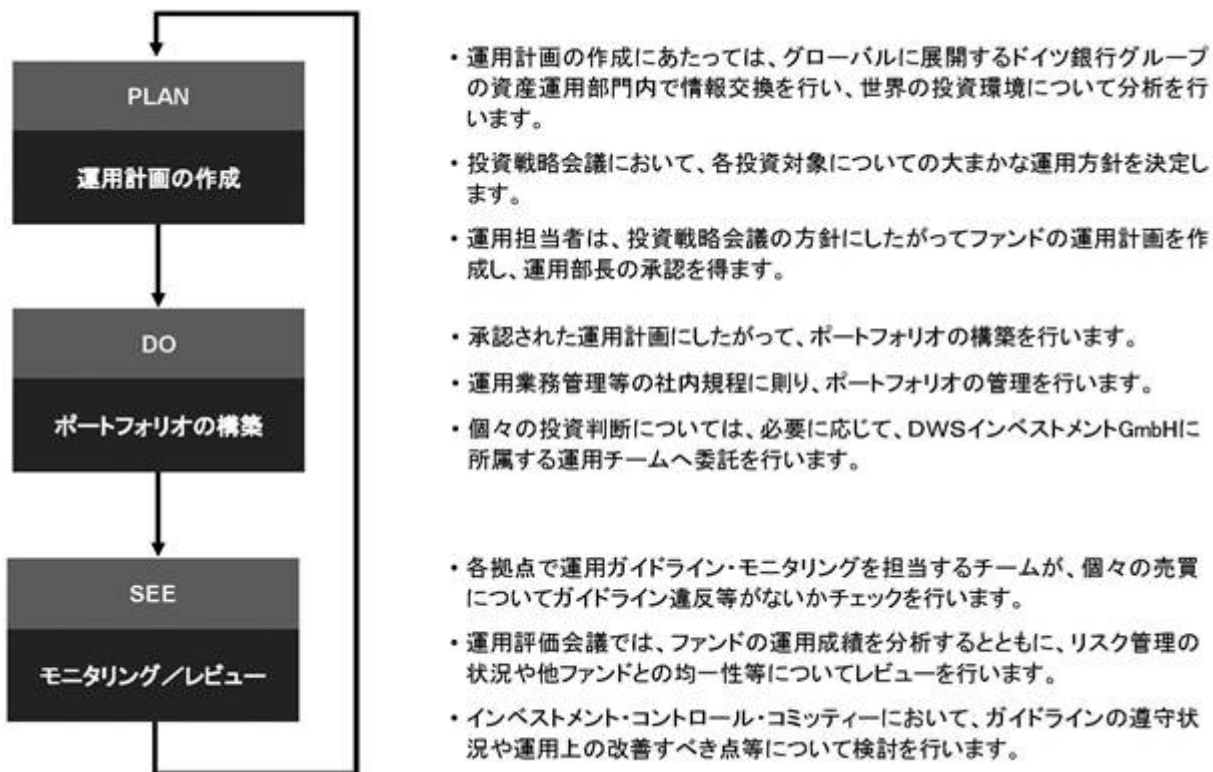 PLAN
運用計画の作成
・運用計画の作成にあたっては、グローバルに展開するドイツ銀行グループ
の資産運用部門内で情報交換を行い、世界の投資環境について分析を行
います。
・投資戦略会議において、各投資対象についての大まかな運用方針を決定し
ます。
・運用担当者は、投資戦略会議の方針にしたがってファンドの運用計画を作
成し、運用部長の承認を得ます。
DO
ポートフォリオの構築
・承認された運用計画にしたがって、ポートフォリオの構築を行います。
・運用業務管理等の社内規程に則り、ポートフォリオの管理を行います。
・個々の投資判断については、必要に応じて、DWSインベストメントGmbHに
所属する運用チームへ委託を行います。
SEE
モニタリング／レビュー
・各拠点で運用ガイドライン・モニタリングを担当するチームが、個々の売買
についてガイドライン違反等がないかチェックを行います。
・運用評価会議では、ファンドの運用成績を分析するとともに、リスク管理の
状況や他ファンドとの均一性等についてレビューを行います。
・インベストメント・コントロール・コミッティーにおいて、ガイドラインの遵守状
況や運用上の改善すべき点等について検討を行います。